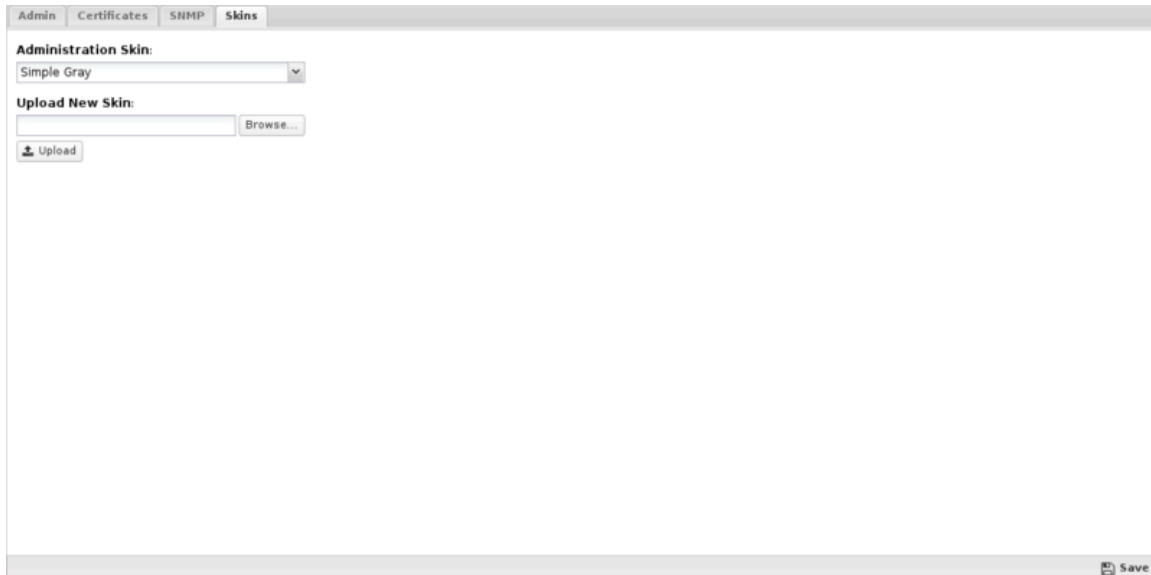 Admin Certificates SNMP Skins
Administration Skin:
Simple Gray
Upload New Skin:
Browse...
Upload
Save